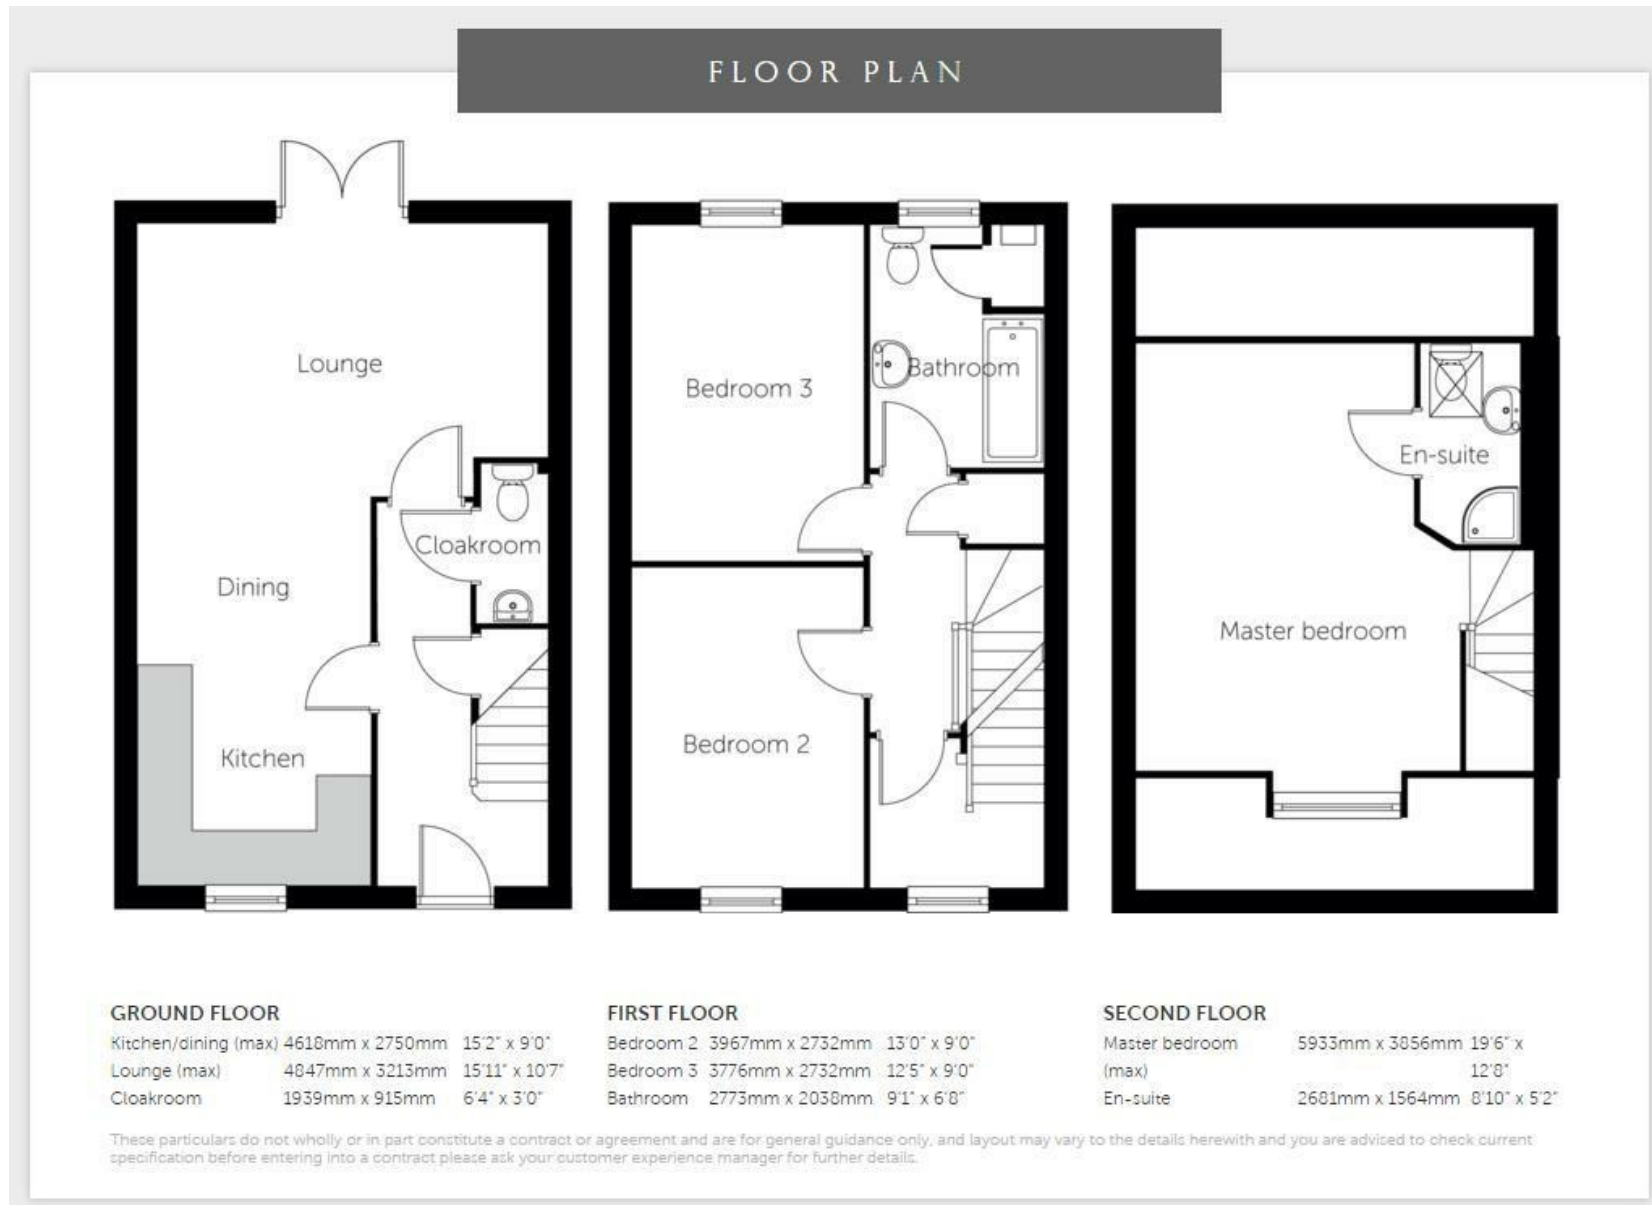 FLOOR PLAN
Lounge
Cloakroom
Dining
Kitchen
Bedroom 3
Bathroom
Bedroom 2
En-suite
Master bedroom
GROUND FLOOR
Kitchen/dining (max) 4618mm x 2750mm 15'2" x 9'0"
Lounge (max) 4847mm x 3213mm 15'11" x 10'7"
Cloakroom 1939mm x 915mm 6'4" x 3'0"
FIRST FLOOR
Bedroom 2 3967mm x 2732mm 13'0" x 9'0"
Bedroom 3 3776mm x 2732mm 12'5" x 9'0"
Bathroom 2773mm x 2038mm 9'1" x 6'8"
SECOND FLOOR
Master bedroom 5933mm x 3856mm 19'6" x
(max) 12'8"
En-suite 2681mm x 1564mm 8'10" x 5'2"
These particulars do not wholly or in part constitute a contract or agreement and are for general guidance only, and layout may vary to the details herewith and you are advised to check current
specification before entering into a contract please ask your customer experience manager for further details.